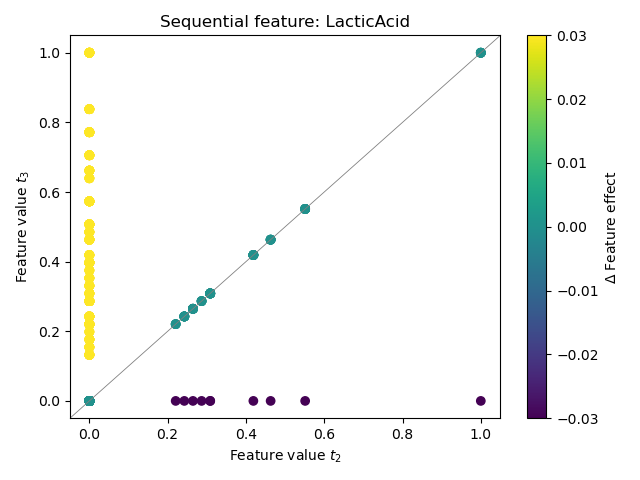 Sequential feature: LacticAcid
1.0
0.8
0.6
0.4
0.2
0.0
Feature value t₃
0.0 0.2 0.4 0.6 0.8 1.0
Feature value t₂
0.03
0.02
0.01
0.00
−0.01
−0.02
−0.03
Δ Feature effect